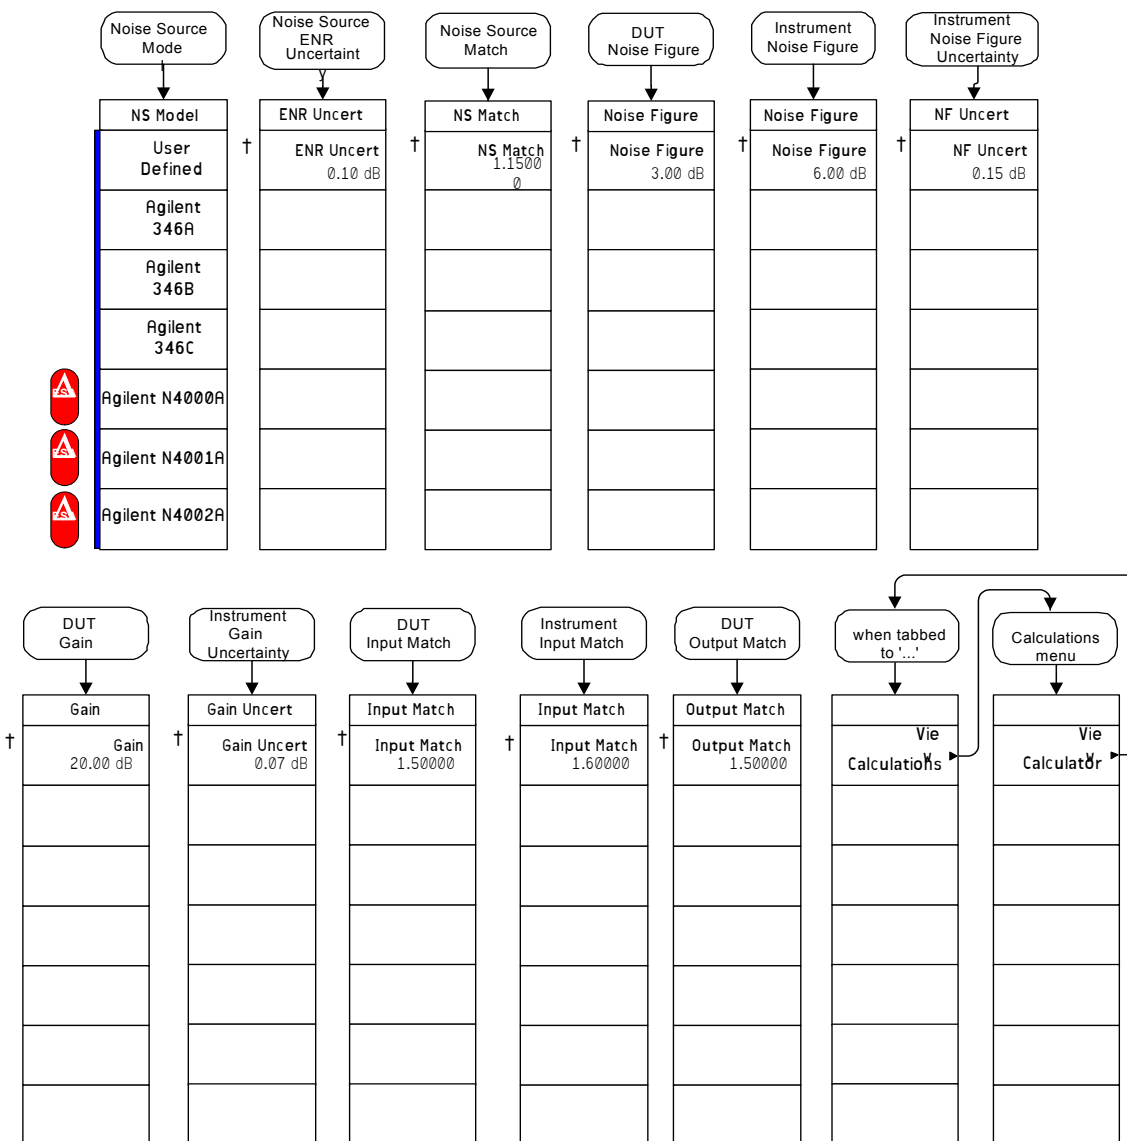 Noise Source
Mode
Noise Source
ENR
Uncertaint
y
Noise Source
Match
DUT
Noise Figure
Instrument
Noise Figure
Instrument
Noise Figure
Uncertainty
NS Model
User
Defined
Agilent
346A
Agilent
346B
Agilent
346C
Agilent N4000A
Agilent N4001A
Agilent N4002A
ENR Uncert
† ENR Uncert
0.10 dB
NS Match
† NS Match
1.1500
0
Noise Figure
† Noise Figure
3.00 dB
Noise Figure
† Noise Figure
6.00 dB
NF Uncert
† NF Uncert
0.15 dB
DUT
Gain
Instrument
Gain
Uncertainty
DUT
Input Match
Instrument
Input Match
DUT
Output Match
when tabbed
to '...'
Calculations
menu
Gain
† Gain
20.00 dB
Gain Uncert
† Gain Uncert
0.07 dB
Input Match
† Input Match
1.50000
Input Match
† Input Match
1.60000
Output Match
† Output Match
1.50000
Vie
w
Calculations
Vie
w
Calculator